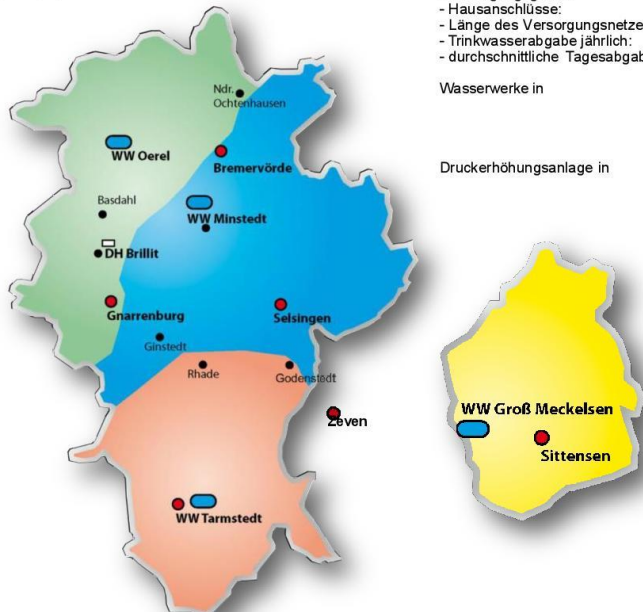 - Hausanschlüsse:
- Länge des Versorgungsnetze
- Trinkwasserabgabe jährlich:
- durchschnittliche Tagesabgab
Wasserwerke in
Druckerhöhungsanlage in
Ndr.
Ochtenhausen
WW Oerel
Bremervörde
Basdahl
WW Minstedt
DH Brillit
Gnarrenburg
Selsingen
Ginstedt
Rhade
Godenstedt
Zeven
WW Groß Meckelsen
Sittensen
WW Tarmstedt